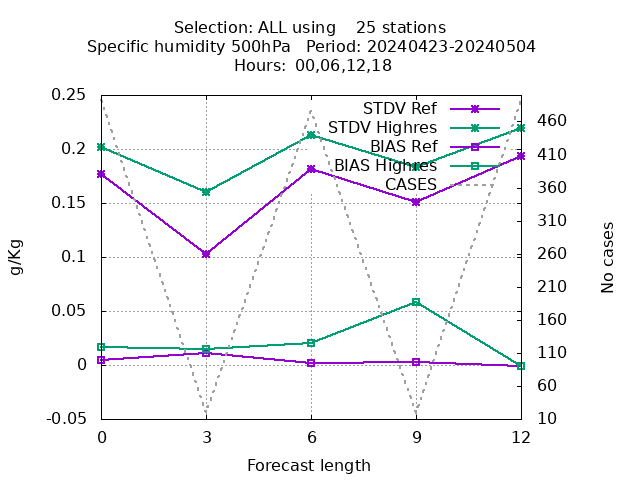 Selection: ALL using    25 stations
Specific humidity 500hPa   Period: 20240423-20240504
Hours: 00,06,12,18
STDV Ref
STDV Highres
BIAS Ref
BIAS Highres
CASES
0.25
0.2
0.15
0.1
0.05
0
-0.05
g/Kg
460
410
360
310
260
210
160
110
60
10
No cases
0
3
6
9
12
Forecast length